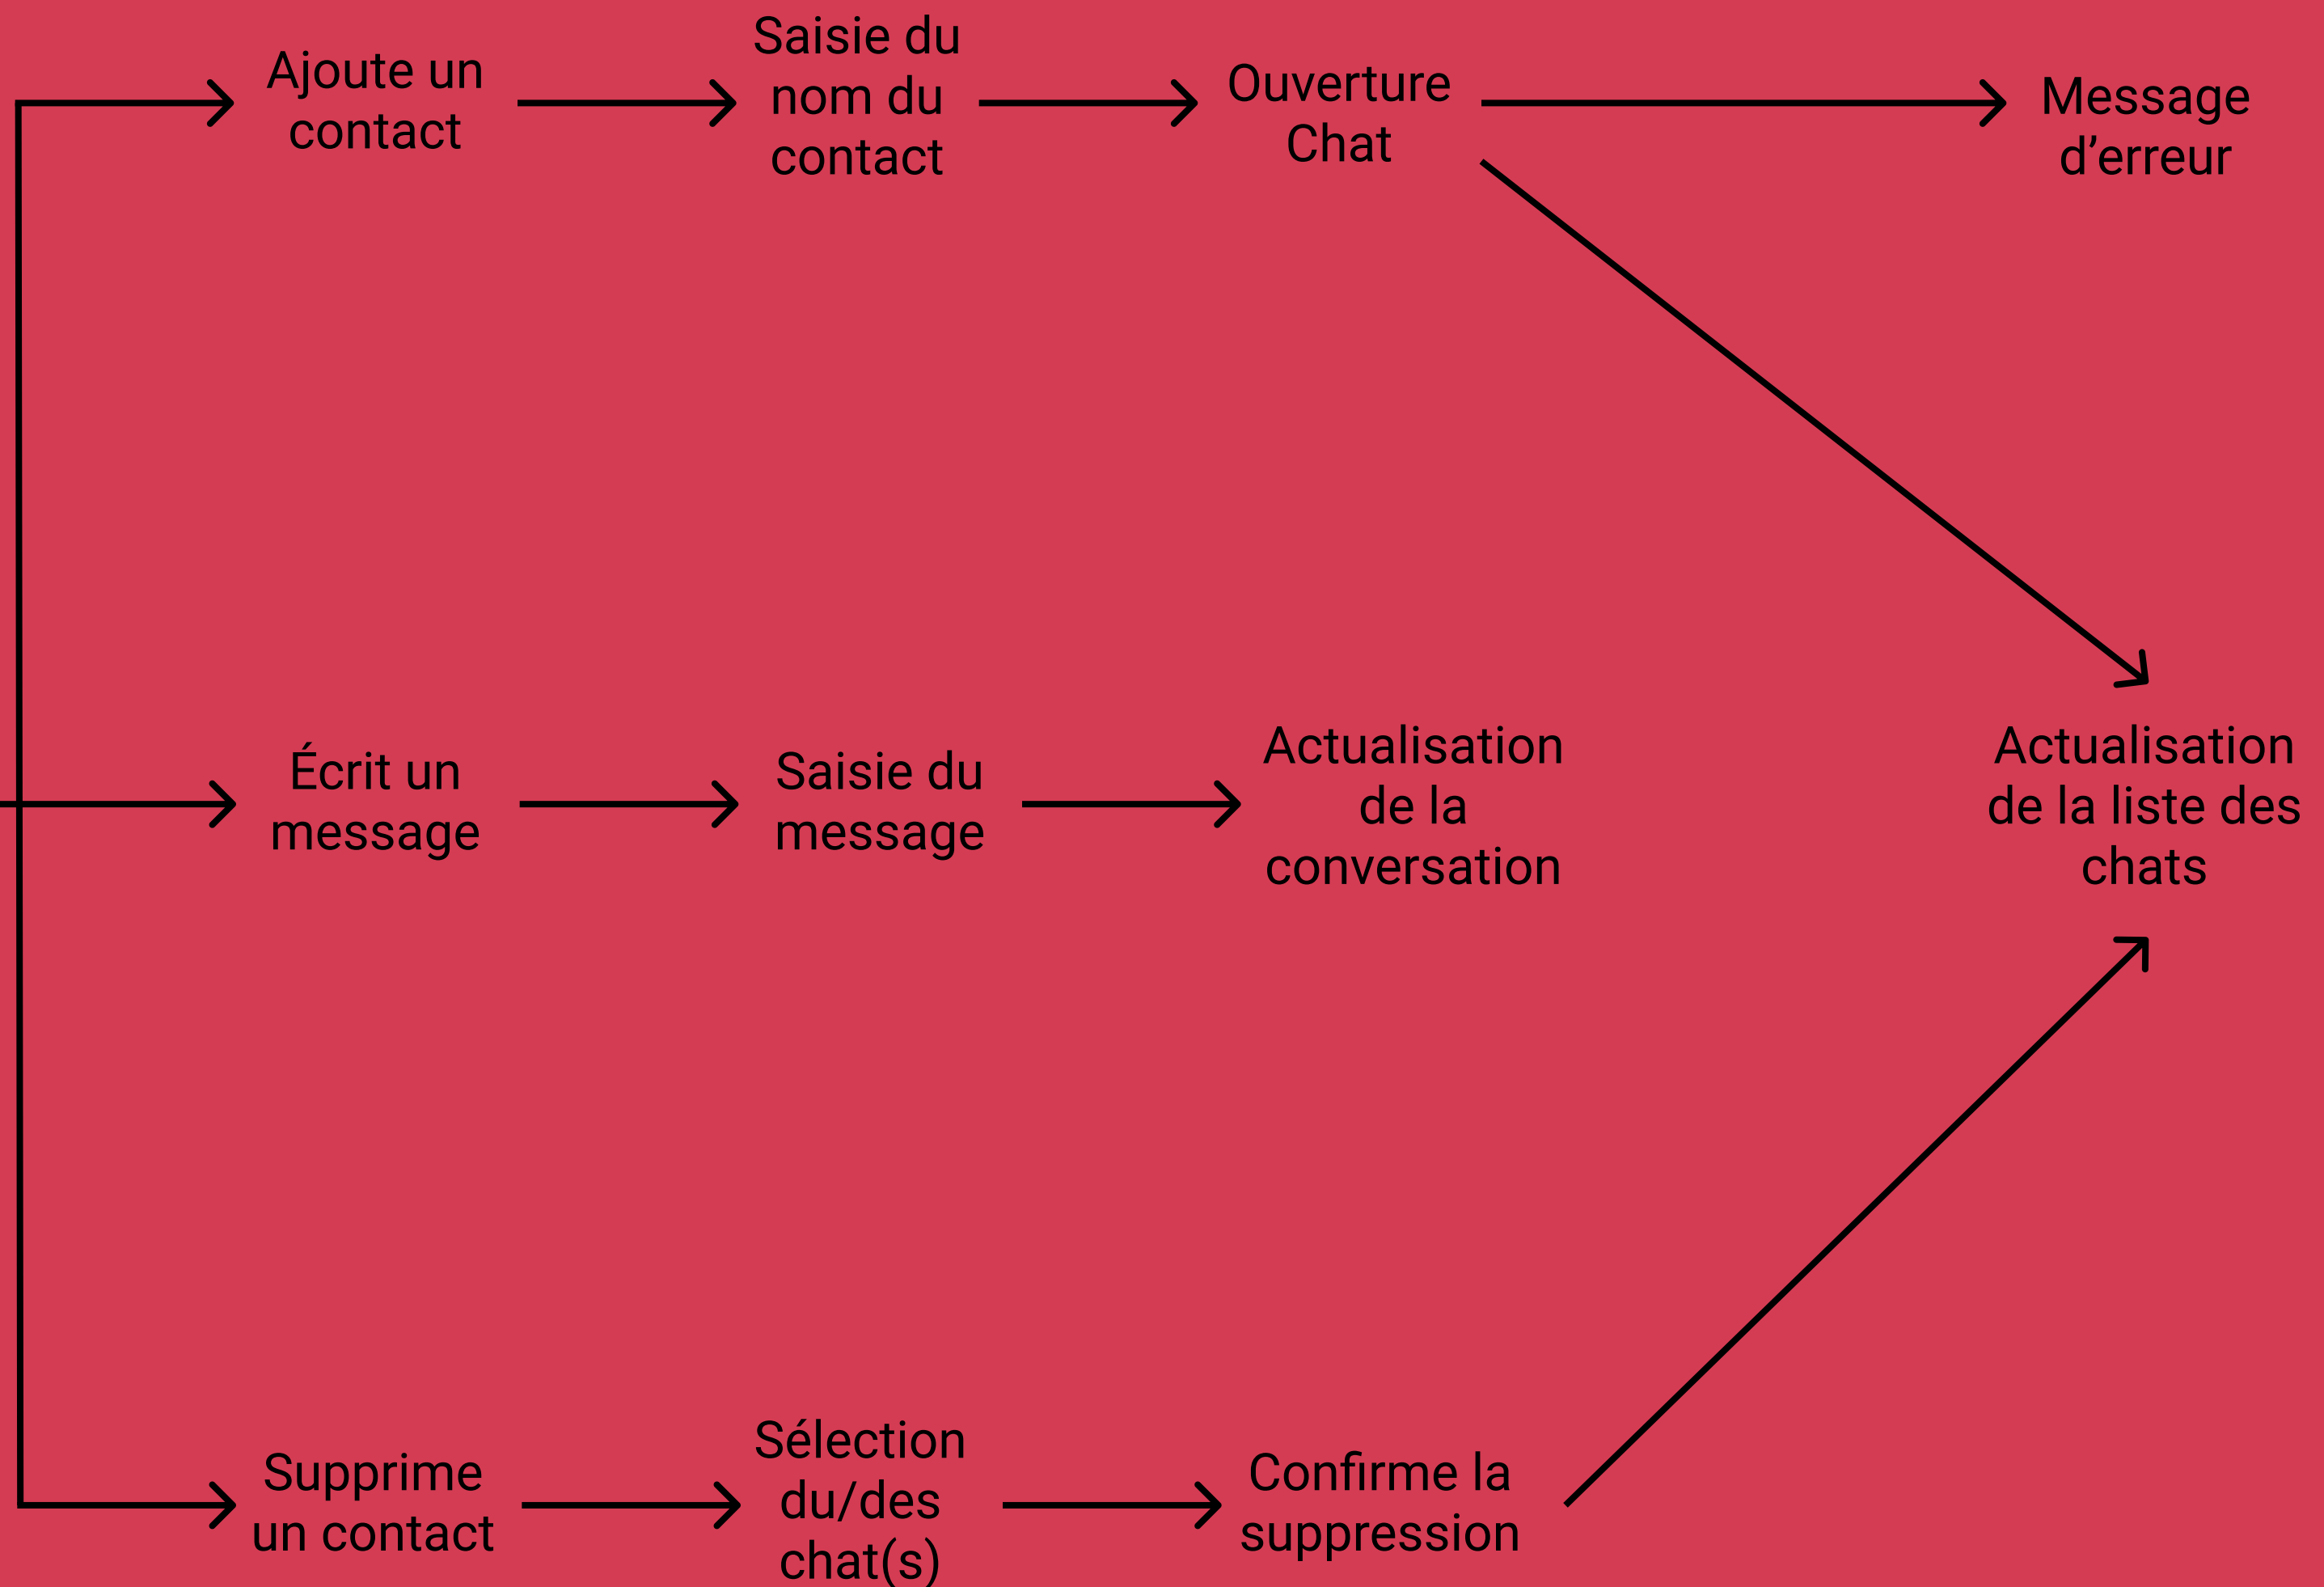 Ajoute un
contact
Saisie du
nom du
contact
Ouverture
Chat
Message
d’erreur
Écrit un
message
Saisie du
message
Actualisation
de la
conversation
Actualisation
de la liste des
chats
Supprime
un contact
Sélection
du/des
chat(s)
Confirme la
suppression